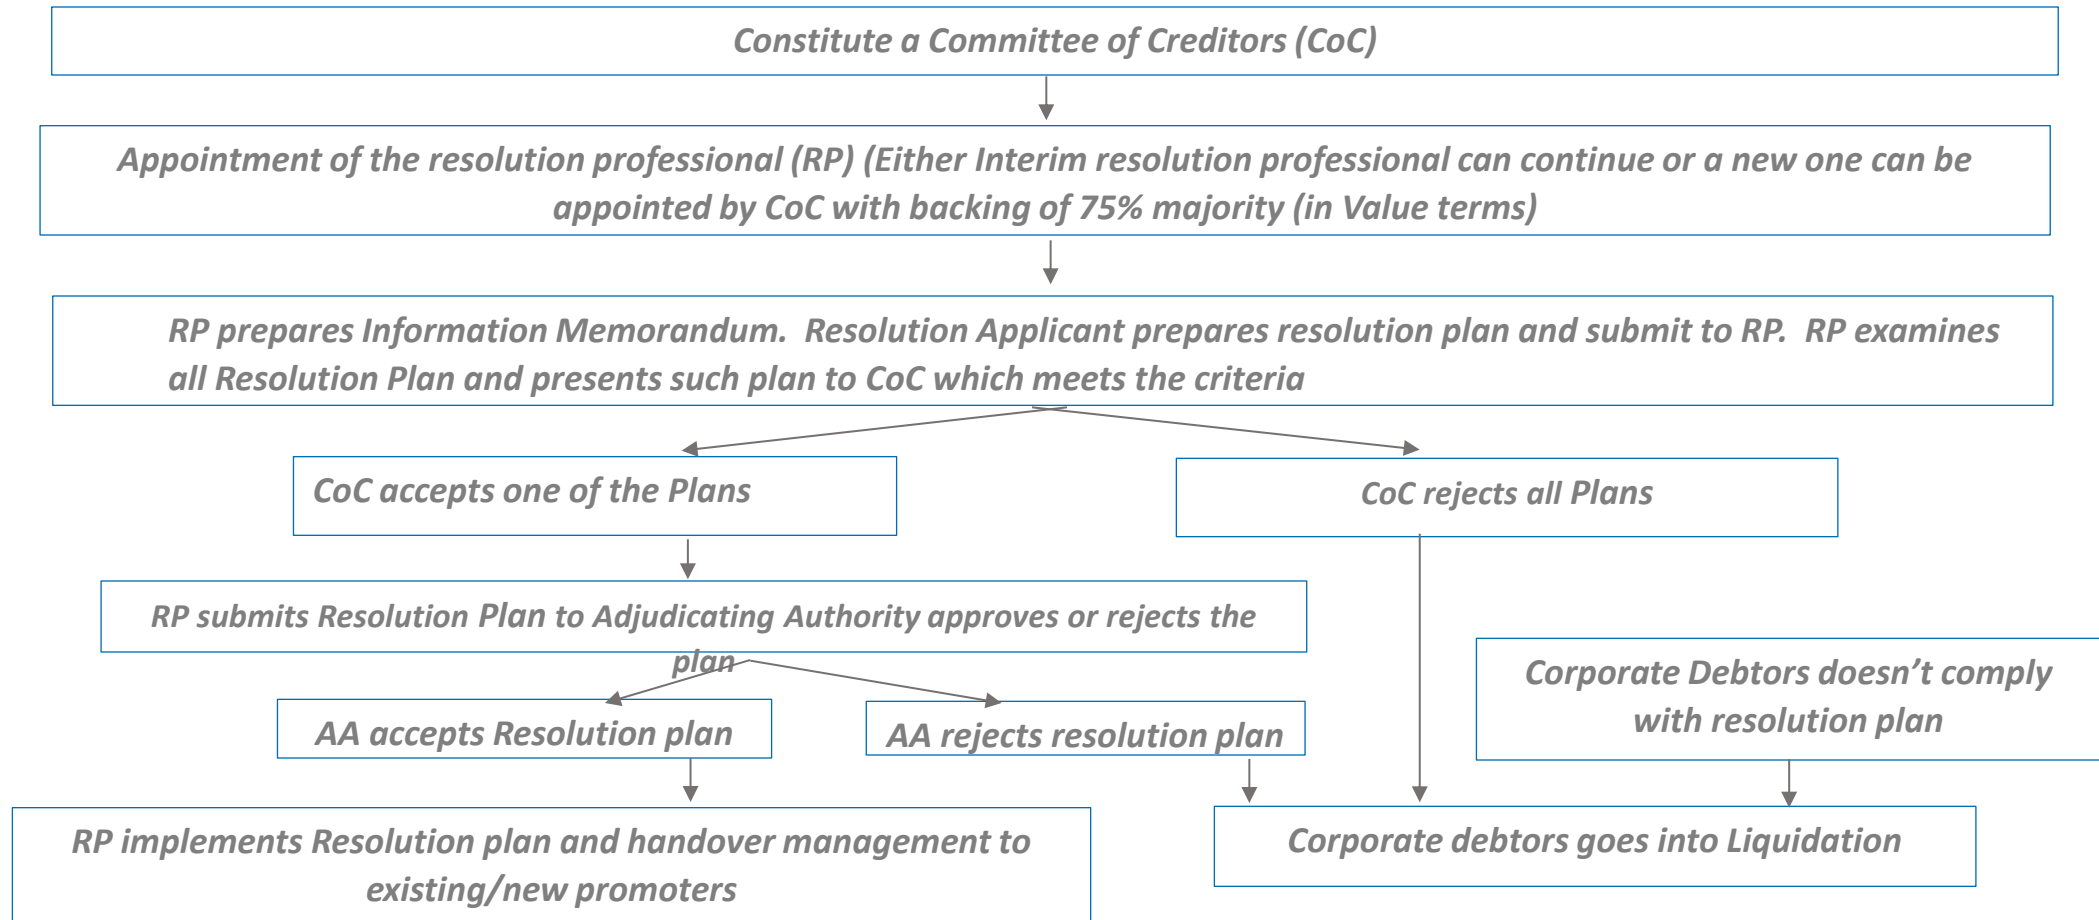 Constitute a Committee of Creditors (CoC)
Appointment of the resolution professional (RP) (Either Interim resolution professional can continue or a new one can be
appointed by CoC with backing of 75% majority (in Value terms)
RP prepares Information Memorandum. Resolution Applicant prepares resolution plan and submit to RP. RP examines
all Resolution Plan and presents such plan to CoC which meets the criteria
CoC accepts one of the Plans
CoC rejects all Plans
RP submits Resolution Plan to Adjudicating Authority approves or rejects the
plan
Corporate Debtors doesn’t comply
with resolution plan
AA accepts Resolution plan
AA rejects resolution plan
RP implements Resolution plan and handover management to
existing/new promoters
Corporate debtors goes into Liquidation